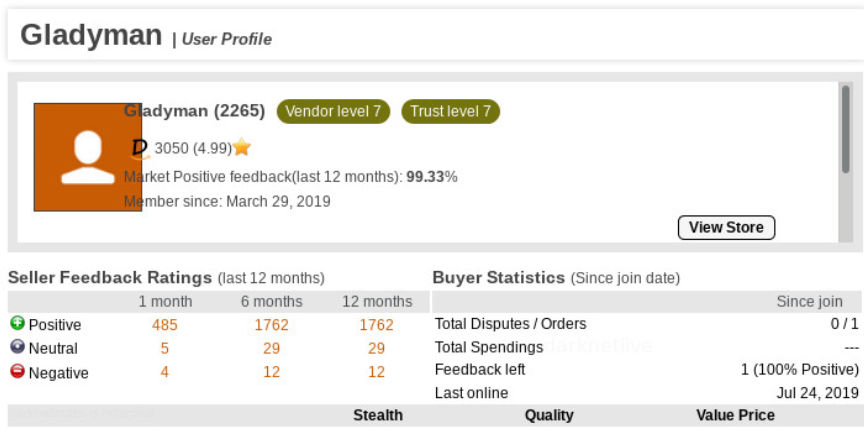 Gladyman | User Profile
Gladyman (2265) Vendor level 7 Trust level 7
D 3050 (4.99)
Market Positive feedback(last 12 months): 99.33%
Member since: March 29, 2019
View Store
Seller Feedback Ratings (last 12 months)
1 month 6 months 12 months
Positive 485 1762 1762
Neutral 5 29 29
Negative 4 12 12
Buyer Statistics (Since join date)
Since join
Total Disputes / Orders 0 / 1
Total Spendings ---
darknetlive
Feedback left 1 (100% Positive)
Last online Jul 24, 2019
Stealth Quality Value Price